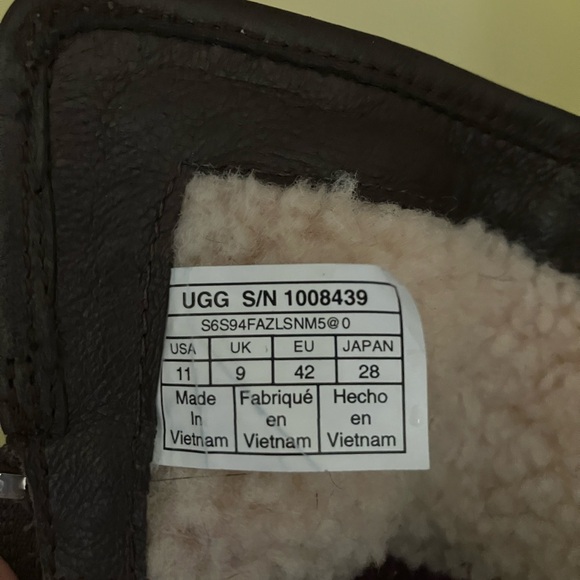 UGG S/N 1008439
S6S94FAZLSNM5@0
USA UK EU JAPAN
11 9 42 28
Made Fabriqué Hecho
In en en
Vietnam Vietnam Vietnam